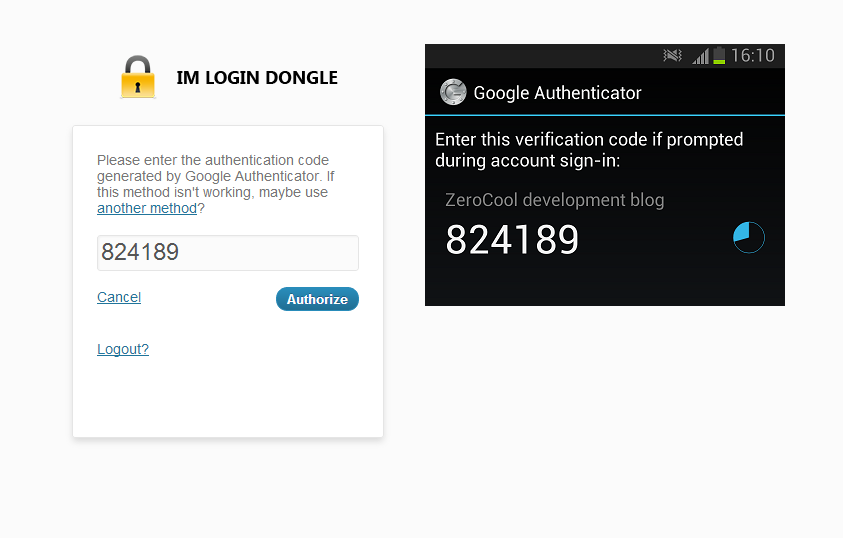 IM LOGIN DONGLE
Please enter the authentication code
generated by Google Authenticator. If
this method isn't working, maybe use
another method?
824189
Cancel
Authorize
Logout?
16:10
Google Authenticator
Enter this verification code if prompted
during account sign-in:
ZeroCool development blog
824189